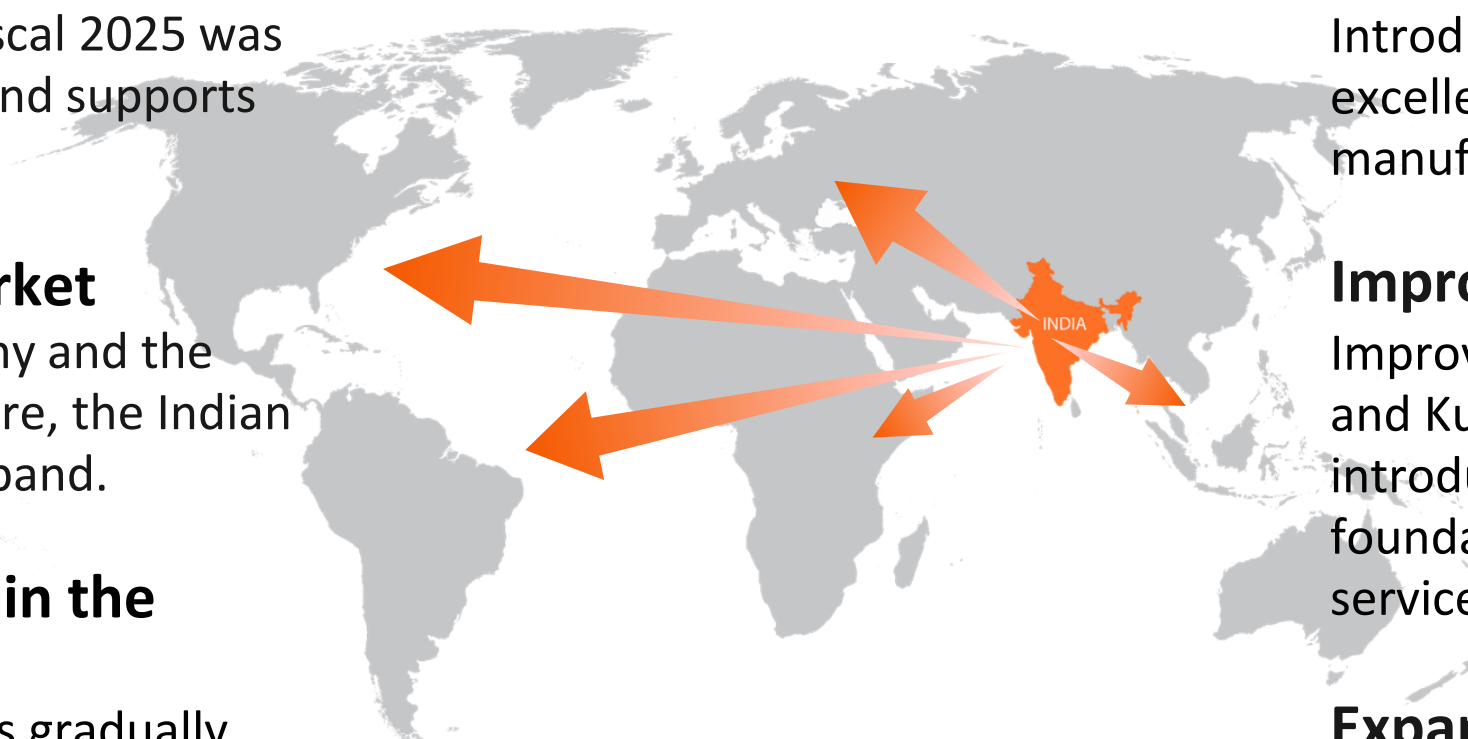 scal 2025 was
nd supports
rket
ny and the
re, the Indian
pand.
in the
s gradually
INDIA
Introd
excelle
manuf
Impro
Improv
and Ku
introdu
founda
service
Expan